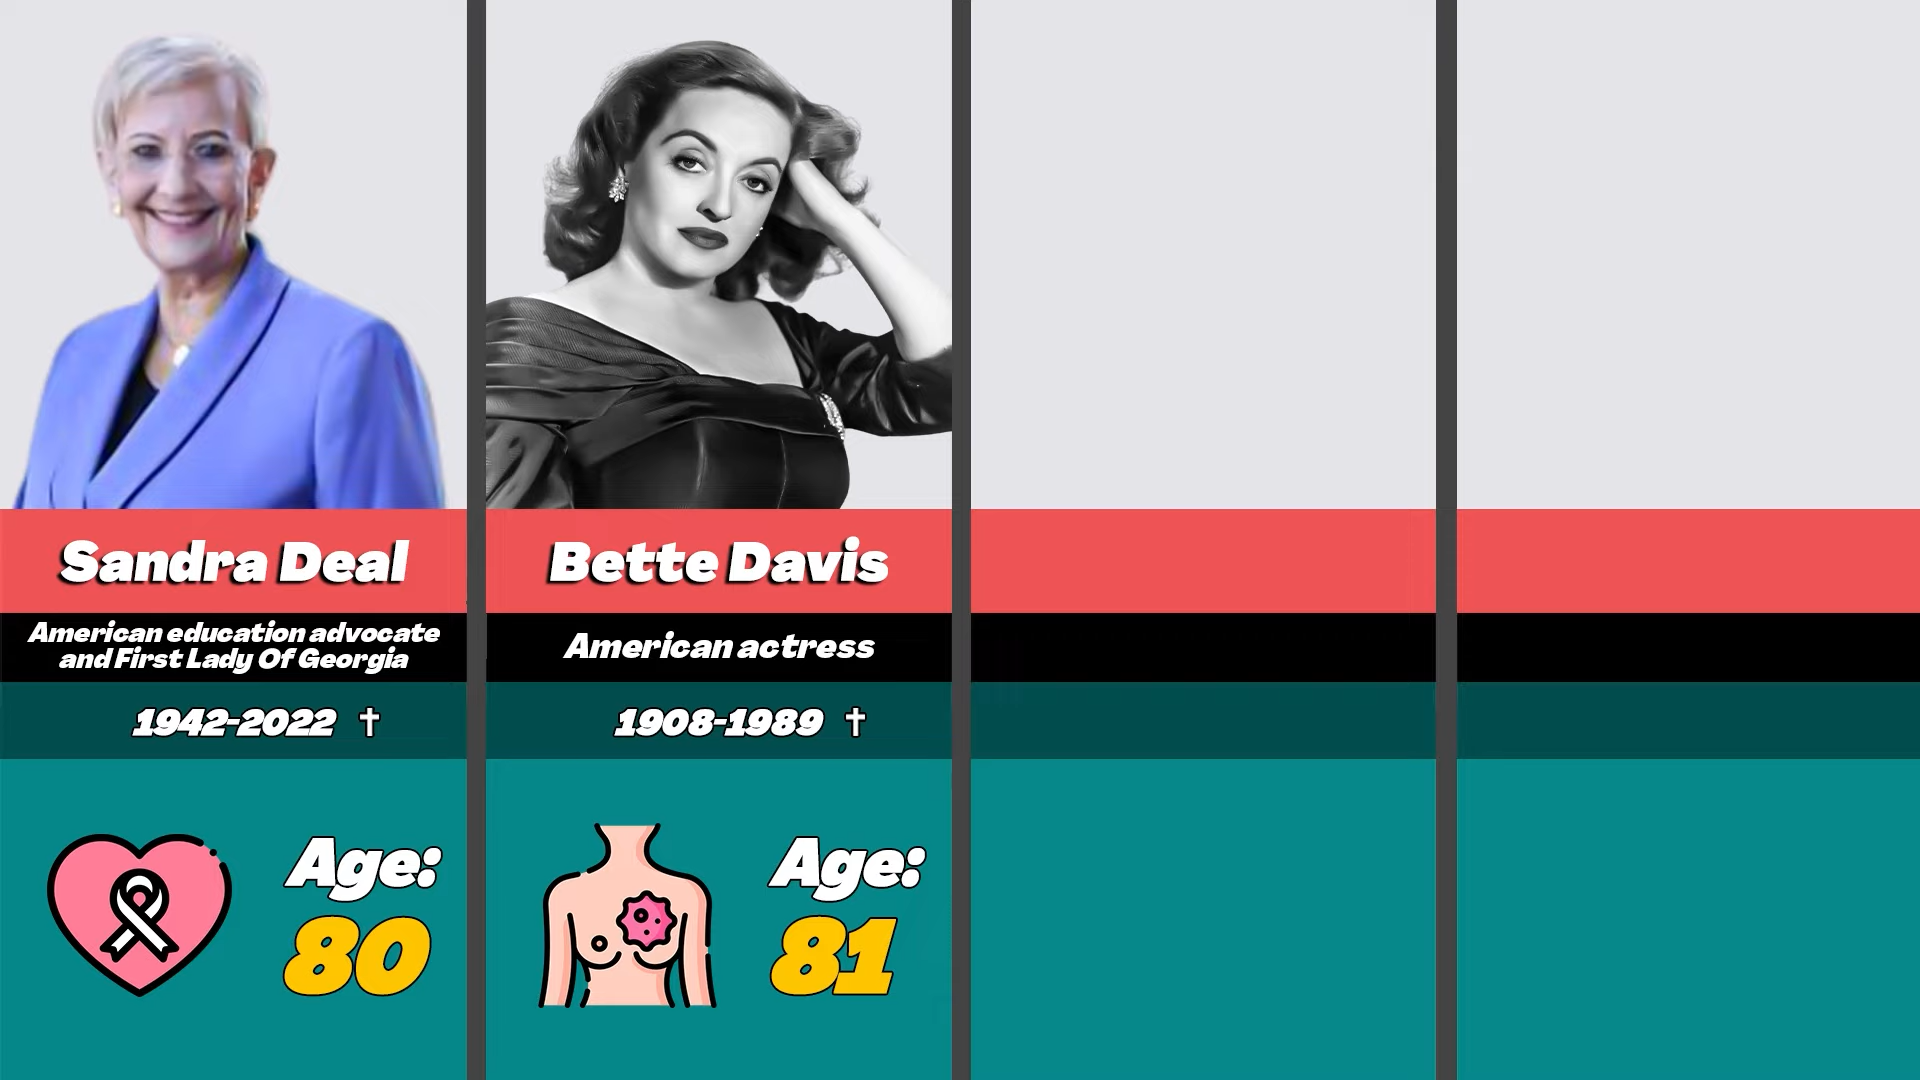 Sandra Deal
American education advocate
and First Lady Of Georgia
1942-2022 †
Age:
80
Bette Davis
American actress
1908-1989 †
Age:
81